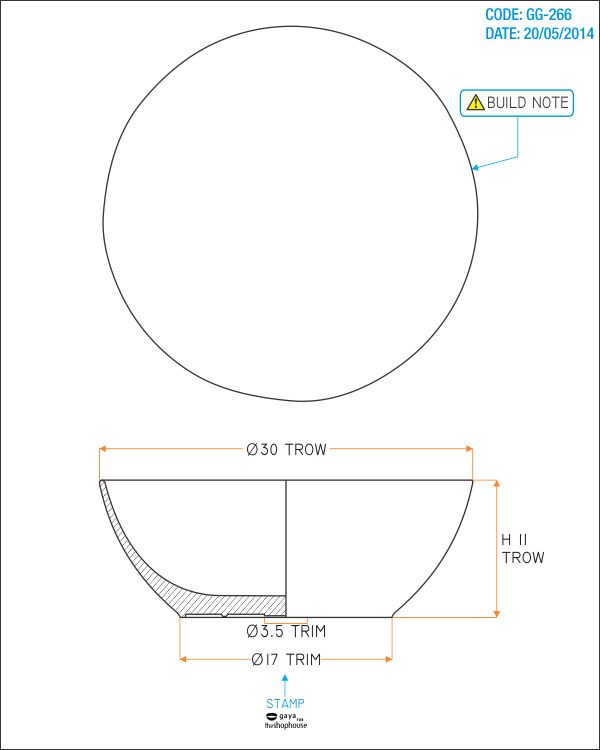 CODE: GG-266
DATE: 20/05/2014
BUILD NOTE
Ø30 TROW
H 11
TROW
Ø3.5 TRIM
Ø17 TRIM
STAMP
gaya FOR
theshophouse